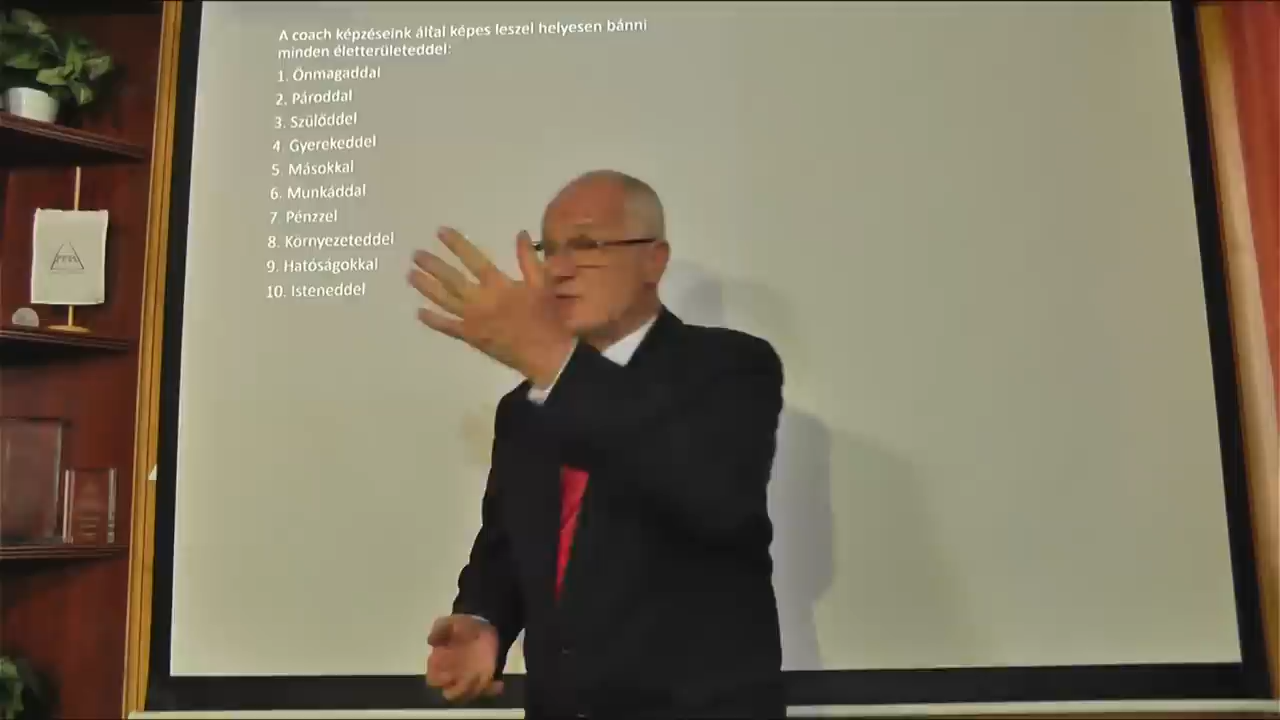 A coach képzéseink által képes leszel helyesen bánni
minden életterületeddel:
1. Önmagaddal
2. Pároddal
3. Szülőddel
4 Gyerekeddel
5 Másokkal
6. Munkáddal
7 Pénzzel
8. Környezeteddel
9. Hatóságokkal
10. Isteneddel